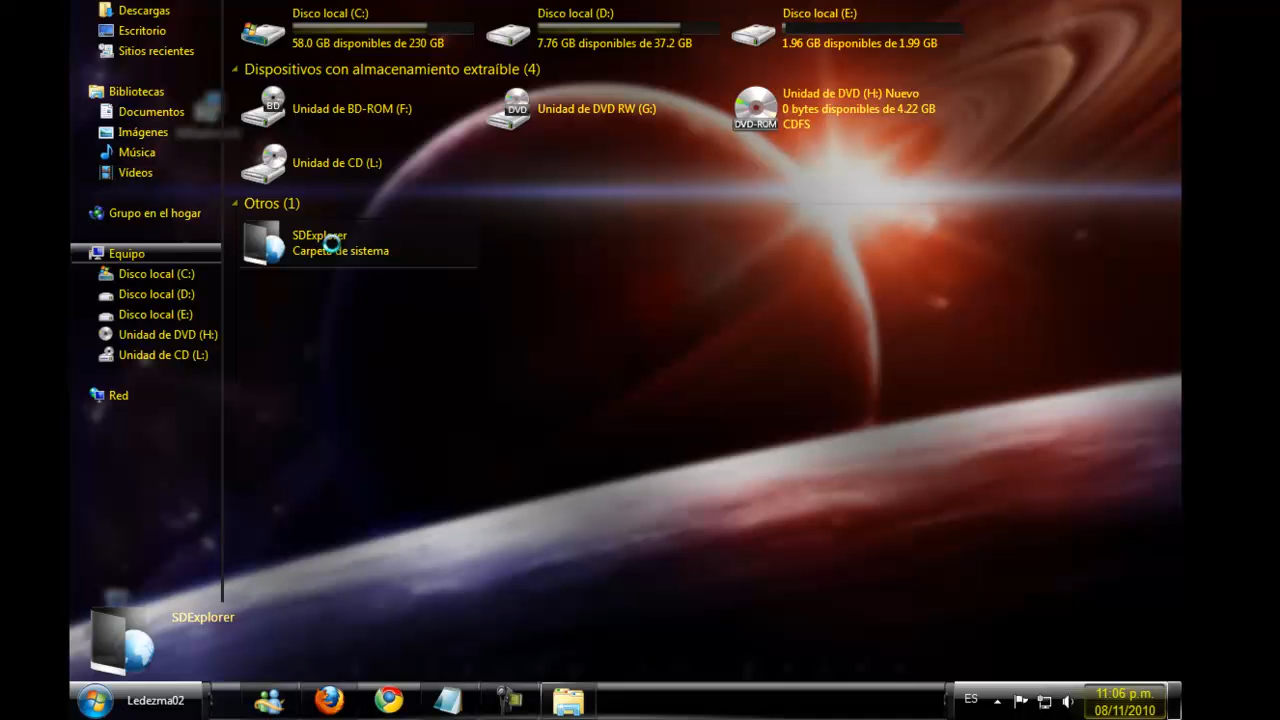 Descargas
Escritorio
Sitios recientes
Bibliotecas
Documentos
Imágenes
Música
Vídeos
Grupo en el hogar
Equipo
Disco local (C:)
Disco local (D:)
Disco local (E:)
Unidad de DVD (H:)
Unidad de CD (L:)
Red
Disco local (C:)
58.0 GB disponibles de 230 GB
Disco local (D:)
7.76 GB disponibles de 37.2 GB
Disco local (E:)
1.96 GB disponibles de 1.99 GB
Dispositivos con almacenamiento extraíble (4)
BD
Unidad de BD-ROM (F:)
DVD
Unidad de DVD RW (G:)
DVD-ROM
Unidad de DVD (H:) Nuevo
0 bytes disponibles de 4.22 GB
CDFS
Unidad de CD (L:)
Otros (1)
SDExplorer
Carpeta de sistema
SDExplorer
Ledezma02
ES
11:06 p.m.
08/11/2010